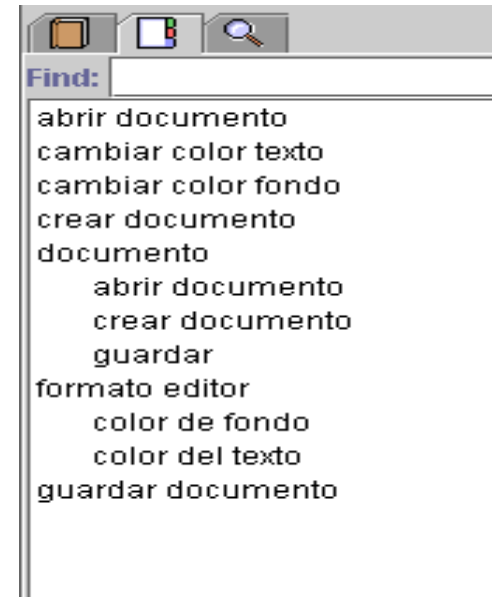 Find:
abrir documento
cambiar color texto
cambiar color fondo
crear documento
documento
abrir documento
crear documento
guardar
formato editor
color de fondo
color del texto
guardar documento